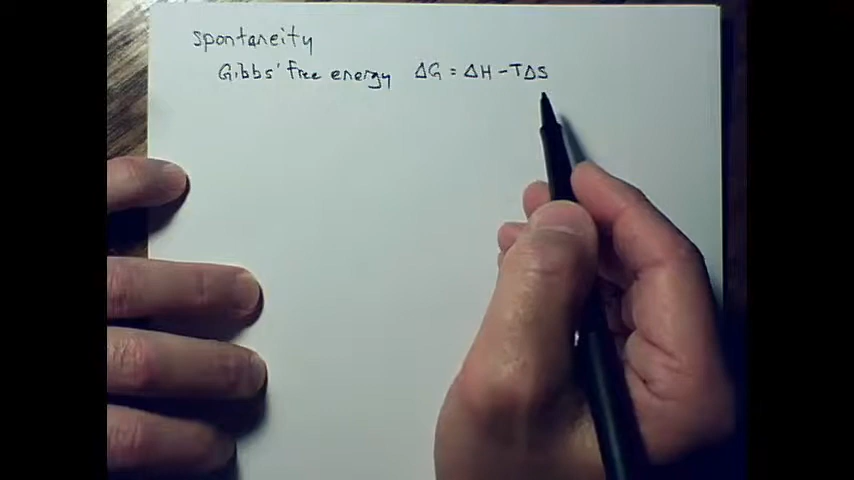 spontaneity
Gibbs' free energy ΔG = ΔH - TΔS